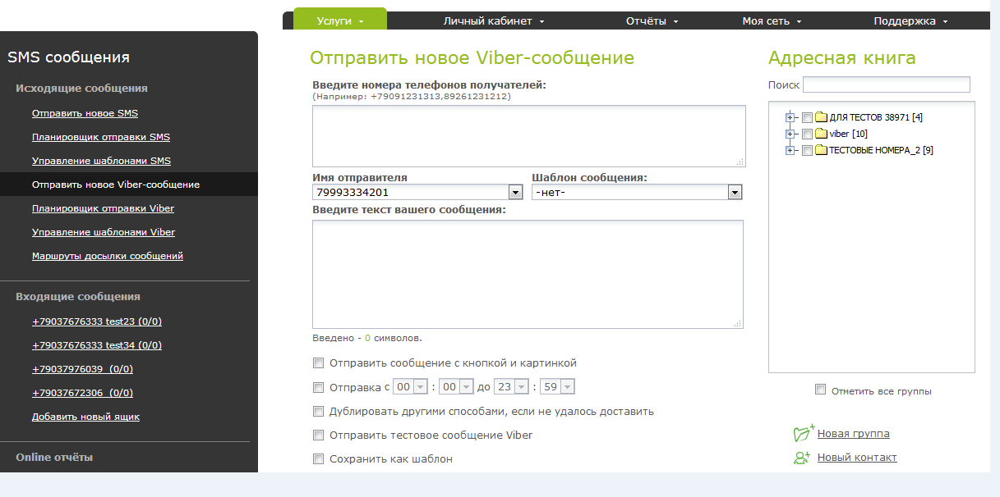 Услуги
Личный кабинет
Отчёты
Моя сеть
Поддержка
SMS сообщения
Исходящие сообщения
Отправить новое SMS
Планировщик отправки SMS
Управление шаблонами SMS
Отправить новое Viber-сообщение
Планировщик отправки Viber
Управление шаблонами Viber
Маршруты досылки сообщений
Входящие сообщения
+79037676333 test23 (0/0)
+79037676333 test34 (0/0)
+79037976039 (0/0)
+79037672306 (0/0)
Добавить новый ящик
Online отчёты
Отправить новое Viber-сообщение
Введите номера телефонов получателей:
(Например: +79091231313,89261231212)
Имя отправителя
79993334201
Шаблон сообщения:
-нет-
Введите текст вашего сообщения:
Введено - 0 символов.
Отправить сообщение с кнопкой и картинкой
Отправка с 00 : 00 до 23 : 59
Дублировать другими способами, если не удалось доставить
Отправить тестовое сообщение Viber
Сохранить как шаблон
Адресная книга
Поиск
ДЛЯ ТЕСТОВ 38971 [4]
viber [10]
ТЕСТОВЫЕ НОМЕРА_2 [9]
Отметить все группы
Новая группа
Новый контакт